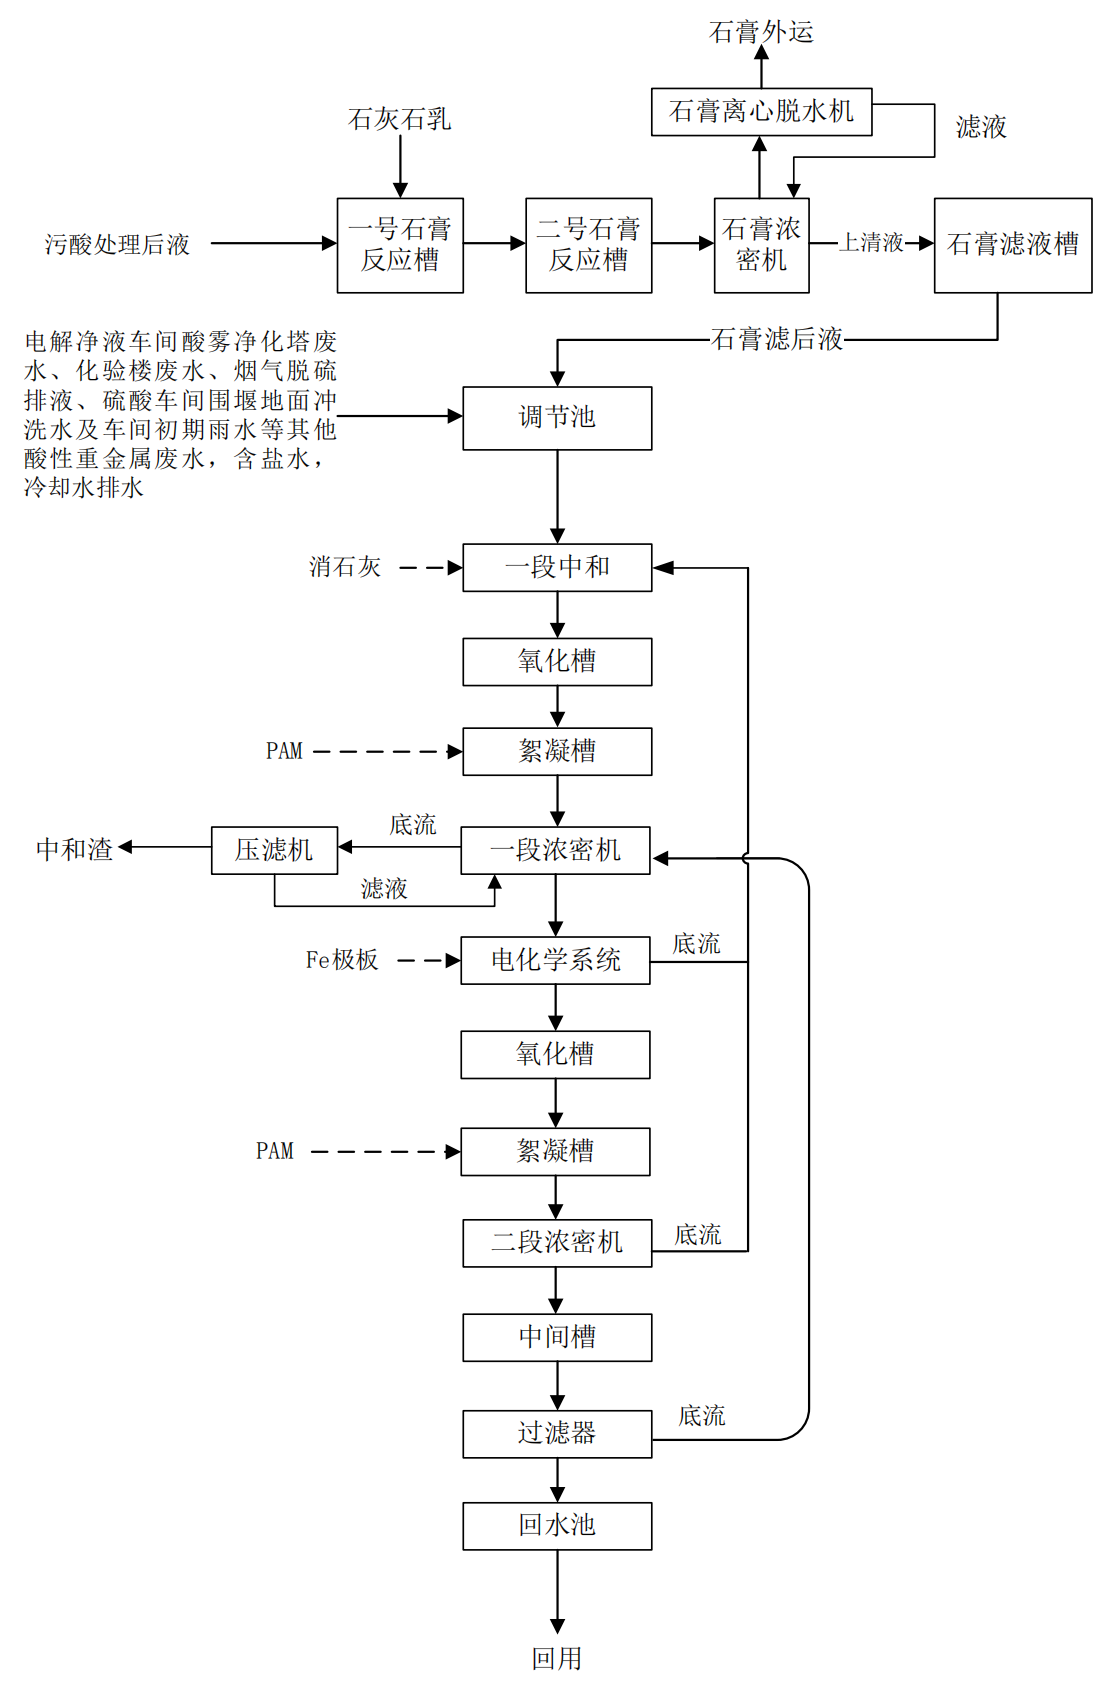 石膏外运
石膏离心脱水机
滤液
石灰石乳
污酸处理后液
一号石膏
反应槽
二号石膏
反应槽
石膏浓
密机
上清液
石膏滤液槽
石膏滤后液
电解净液车间酸雾净化塔废
水、化验楼废水、烟气脱硫
排液、硫酸车间围堰地面冲
洗水及车间初期雨水等其他
酸性重金属废水，含盐水，
冷却水排水
调节池
消石灰
一段中和
氧化槽
PAM
絮凝槽
中和渣
压滤机
底流
一段浓密机
滤液
Fe极板
电化学系统
底流
氧化槽
PAM
絮凝槽
二段浓密机
底流
中间槽
过滤器
底流
回水池
回用